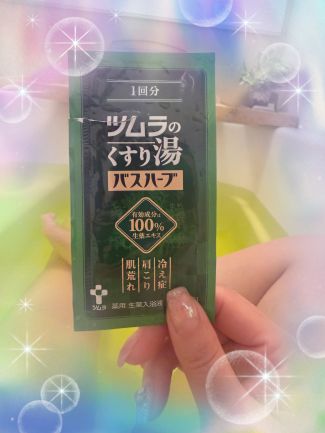 1回分
ツムラの
くすり湯
バスハーブ
有効成分は
100%
生薬エキス
冷え症
肩こり
肌荒れ
ツムラ
薬用 生薬入浴液